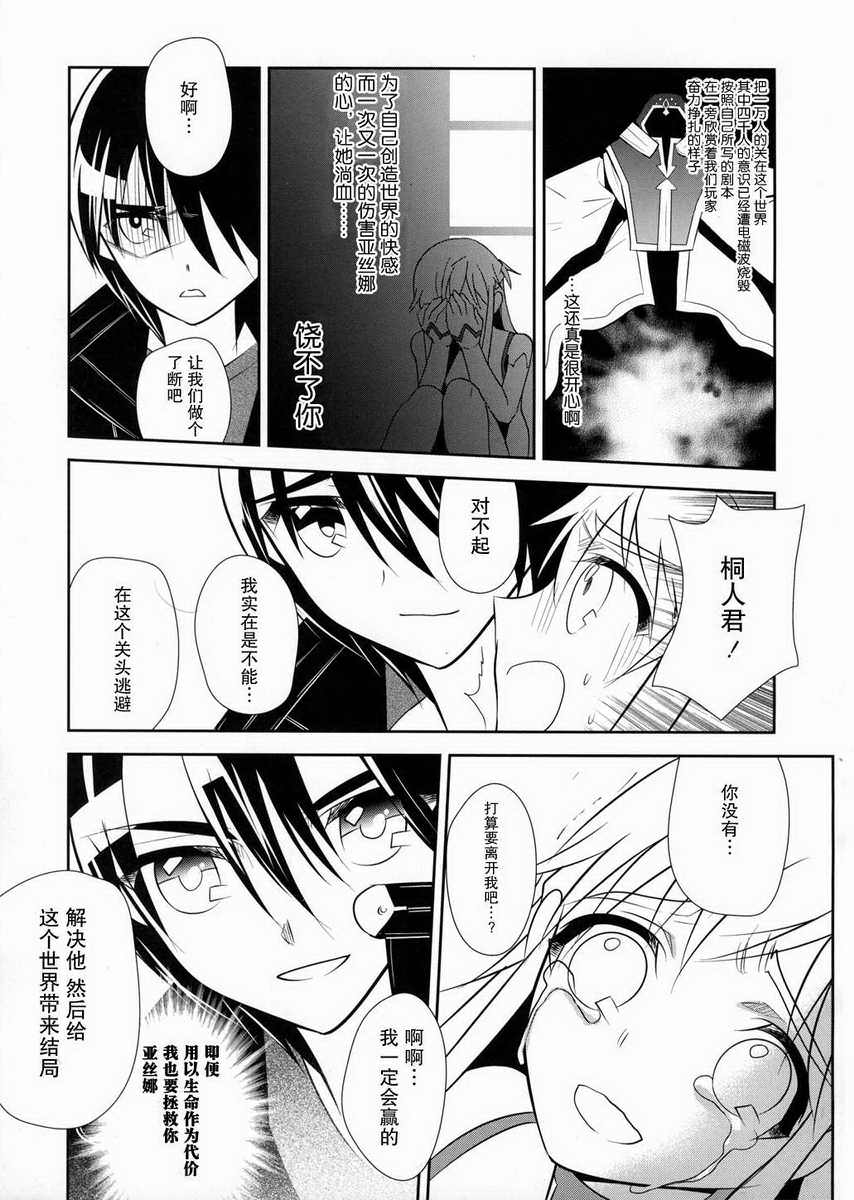 把一万人的关在这个世界
其中四千人的意识已经遭电磁波烧毁
按照自己所写的剧本
在一旁欣赏着我们玩家
奋力挣扎的样子
…这还真是很开心啊
为了自己创造世界的快感
而一次又一次的伤害亚丝娜
的心，让她淌血……
饶不了你
好啊…
让我们做个
了断吧
桐人君！
对不起
我实在是不能…
在这个关头逃避
你没有…
打算要离开我吧…？
啊啊…
我一定会赢的
解决他 然后给
这个世界带来结局
即便
用以生命作为代价
我也要拯救你
亚丝娜